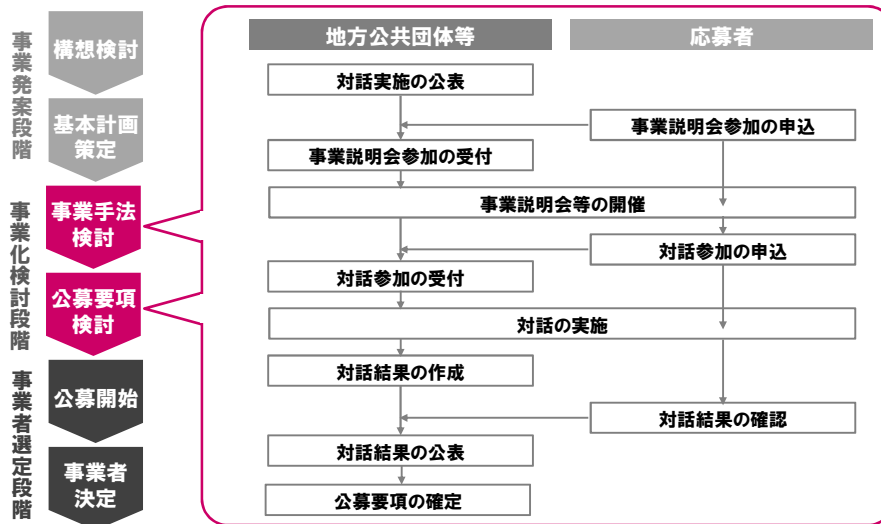 事業発案段階
構想検討
基本計画
策定
事業化検討段階
事業手法
検討
公募要項
検討
事業者選定段階
公募開始
事業者
決定
地方公共団体等
応募者
対話実施の公表
事業説明会参加の申込
事業説明会参加の受付
事業説明会等の開催
対話参加の申込
対話参加の受付
対話の実施
対話結果の作成
対話結果の確認
対話結果の公表
公募要項の確定